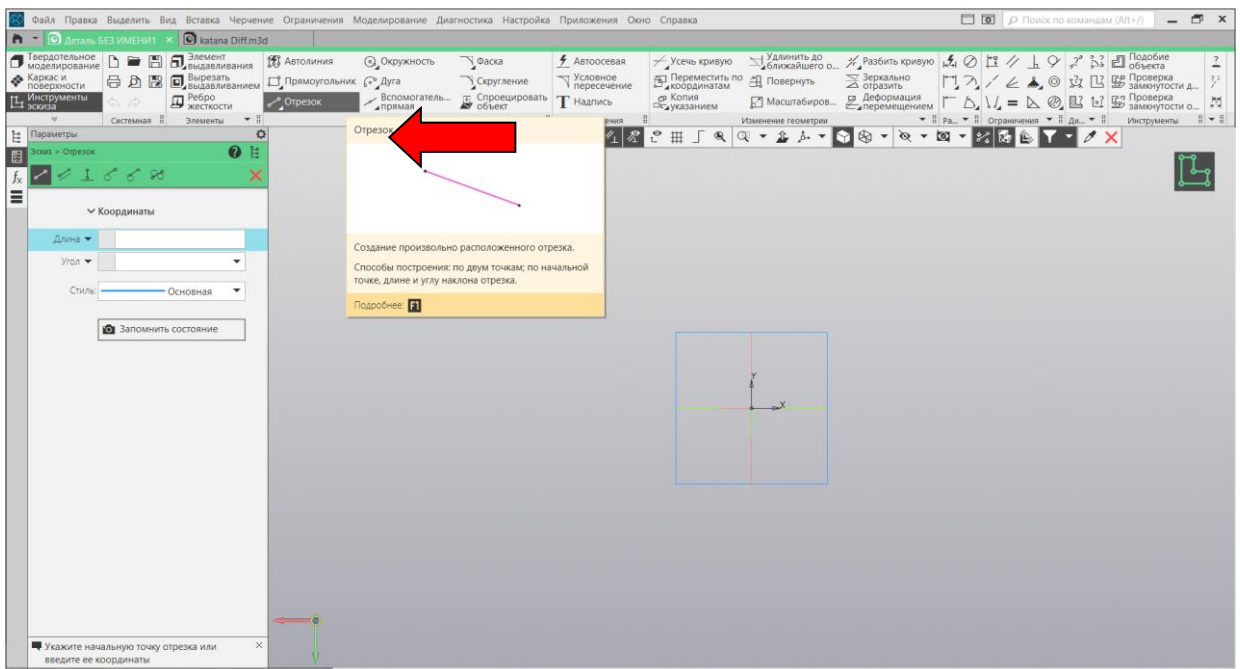 Файл Правка Выделить Вид Вставка Черчение Ограничения Моделирование Диагностика Настройка Приложения Окно Справка Поиск по командам (Alt+/)
Деталь БЕЗ ИМЕНИ1 katana Diff.m3d
Твердотельное моделирование
Каркас и поверхности
Инструменты эскиза
Системная
Элемент выдавливания
Вырезать выдавливанием
Ребро жесткости
Элементы
Автолиния Окружность Фаска
Прямоугольник Дуга Скругление
Отрезок Вспомогатель... прямая Спроецировать объект
Автоосевая
Условное пересечение
T Надпись
ения
Усечь кривую Удлинить до ближайшего о... Разбить кривую
Переместить по координатам Повернуть Зеркально отразить
Копия указанием Масштабиров... Деформация перемещением
Изменение геометрии
Ра... Ограничения Ди...
Подобие объекта
Проверка замкнутости д...
Проверка замкнутости о...
Инструменты
Параметры
Эскиз > Отрезок
Координаты
Длина
Угол
Стиль: Основная
Запомнить состояние
Отрезок
Создание произвольно расположенного отрезка.
Способы построения: по двум точкам; по начальной
точке, длине и углу наклона отрезка.
Подробнее: F1
Y
X
Y
Укажите начальную точку отрезка или
введите ее координаты